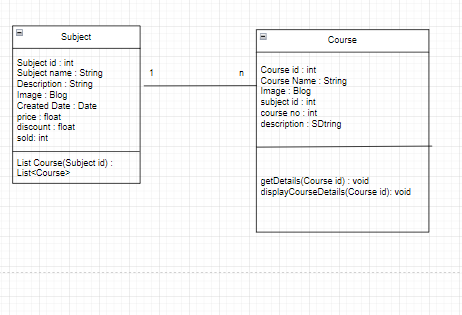 Subject
Subject id : int
Subject name : String
Description : String
Image : Blog
Created Date : Date
price : float
discount : float
sold: int
List Course(Subject id) :
List<Course>
1
n
Course
Course id : int
Course Name : String
Image : Blog
subject id : int
course no : int
description : SDtring
getDetails(Course id) : void
displayCourseDetails(Course id): void